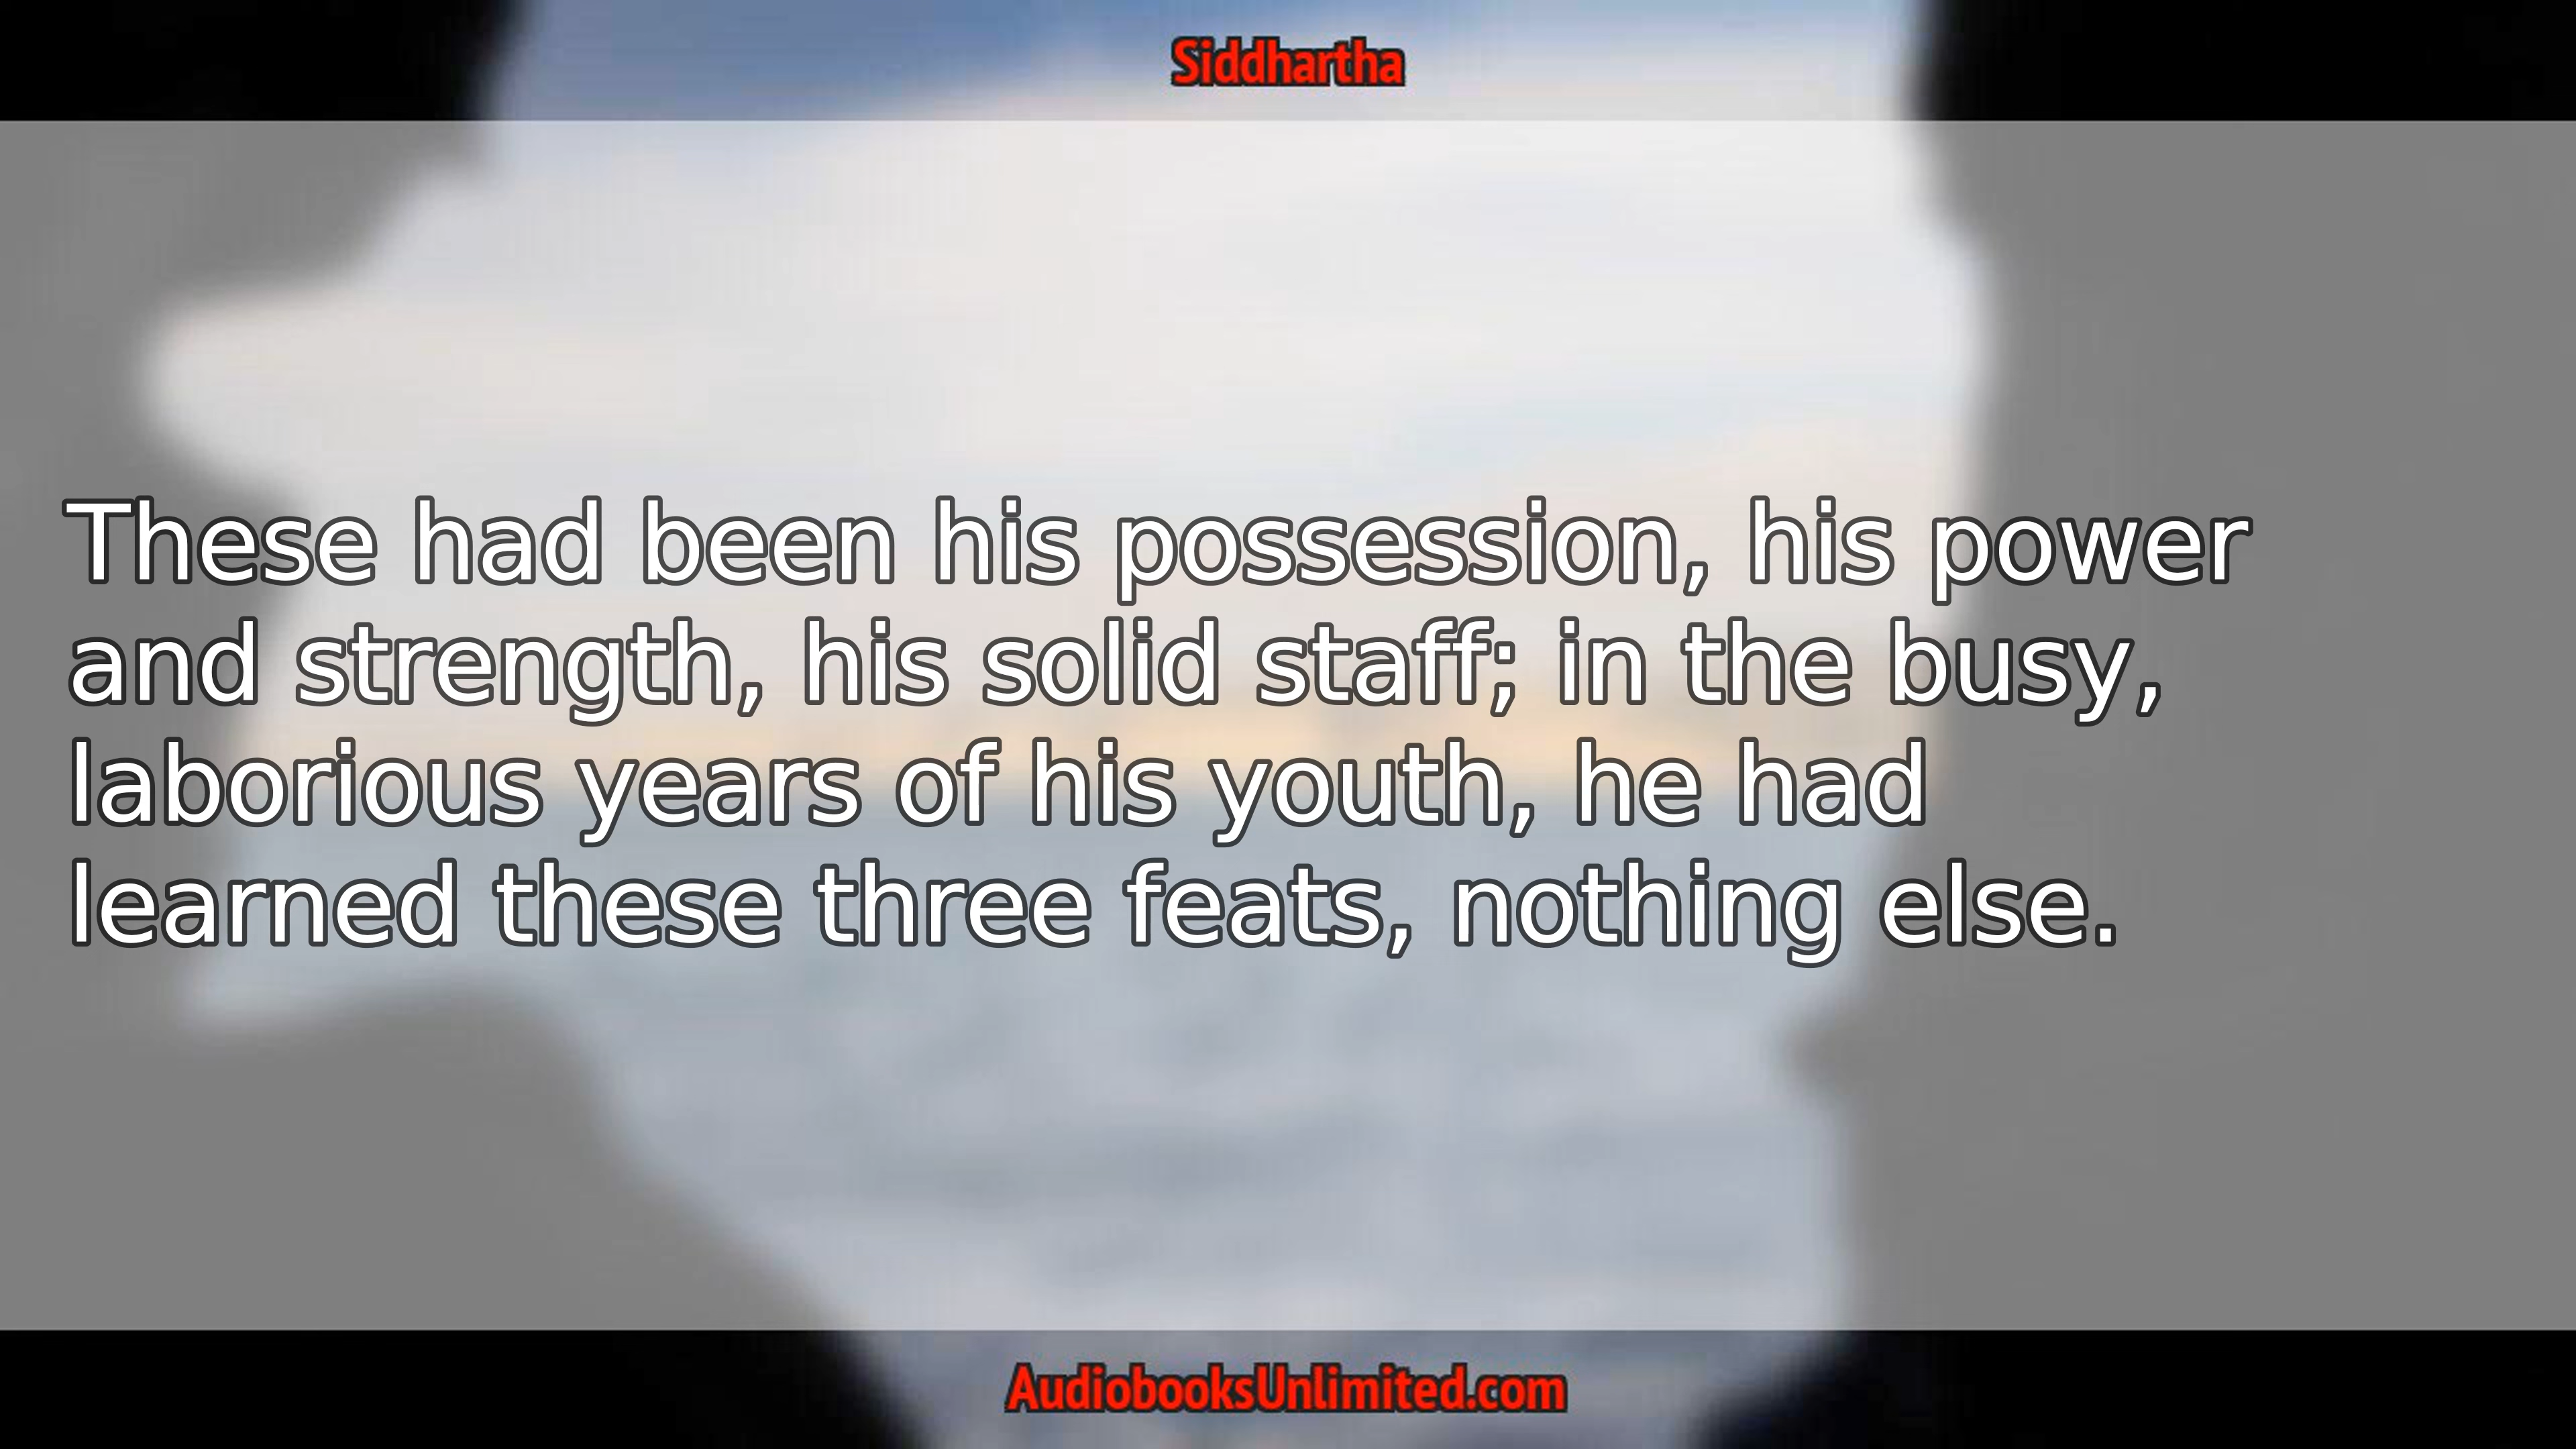 Siddhartha
These had been his possession, his power
and strength, his solid staff; in the busy,
laborious years of his youth, he had
learned these three feats, nothing else.
AudiobooksUnlimited.com